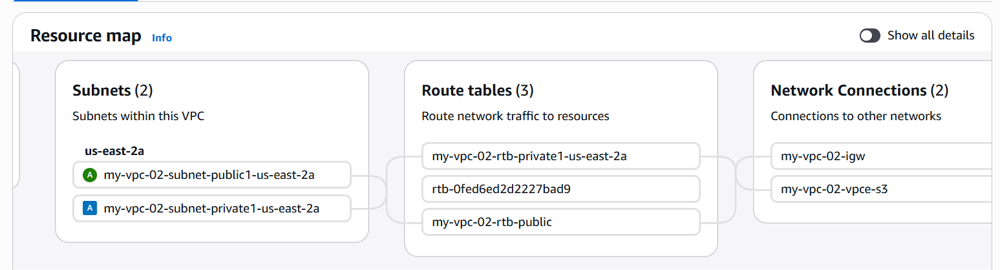 Resource map Info
Show all details
Subnets (2)
Subnets within this VPC
us-east-2a
A my-vpc-02-subnet-public1-us-east-2a
A my-vpc-02-subnet-private1-us-east-2a
Route tables (3)
Route network traffic to resources
my-vpc-02-rtb-private1-us-east-2a
rtb-0fed6ed2d2227bad9
my-vpc-02-rtb-public
Network Connections (2)
Connections to other networks
my-vpc-02-igw
my-vpc-02-vpce-s3